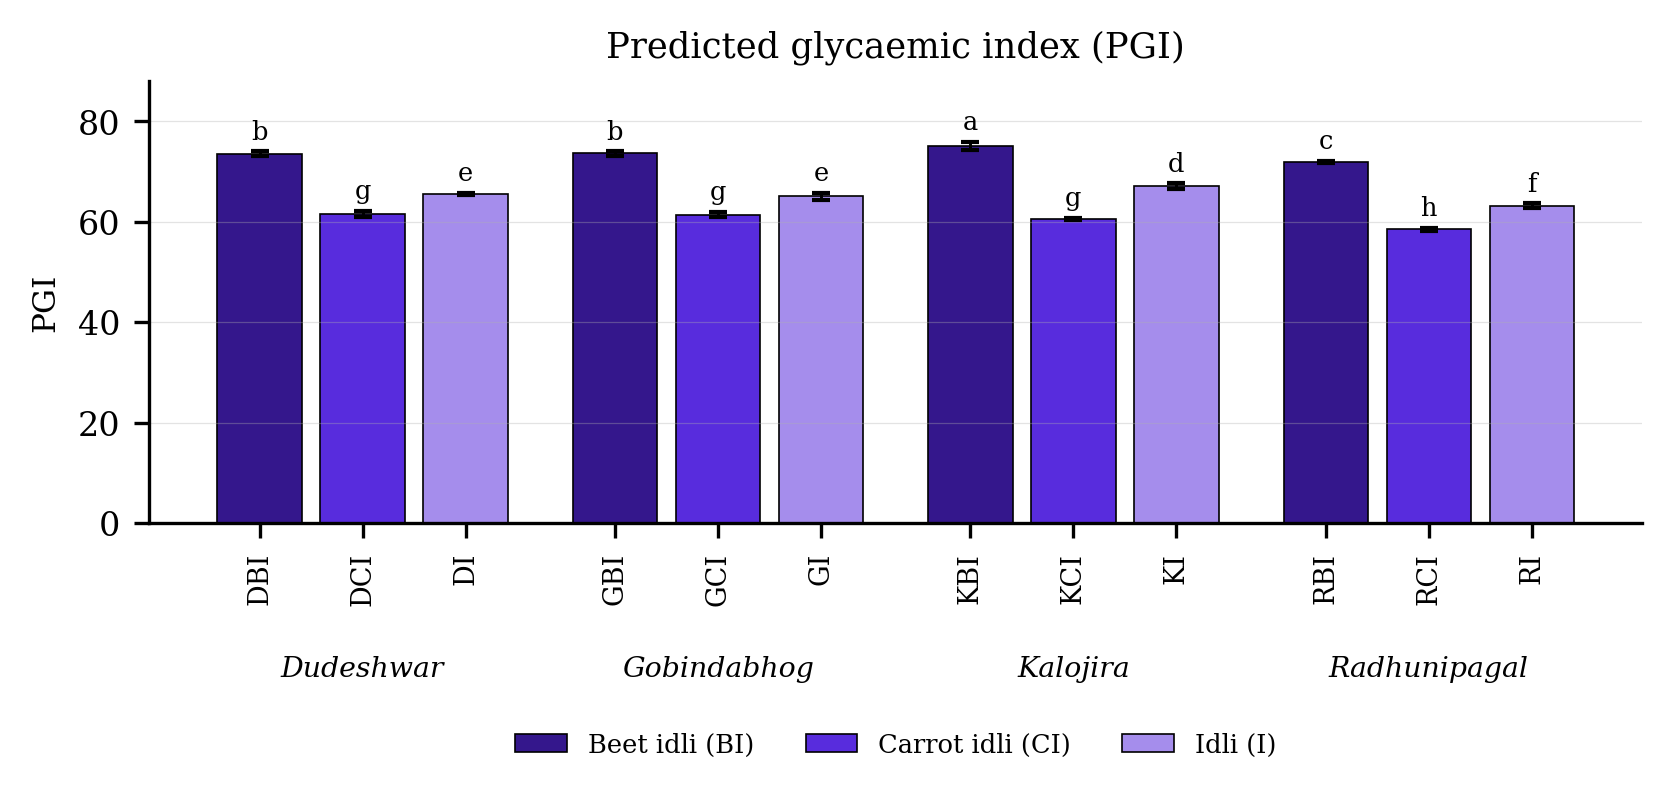 Predicted glycaemic index (PGI)
PGI
80
60
40
20
0
b
g
e
b
g
e
a
g
d
c
h
f
DBI
DCI
DI
GBI
GCI
GI
KBI
KCI
KI
RBI
RCI
RI
Dudeshwar
Gobindabhog
Kalojira
Radhunipagal
Beet idli (BI)
Carrot idli (CI)
Idli (I)